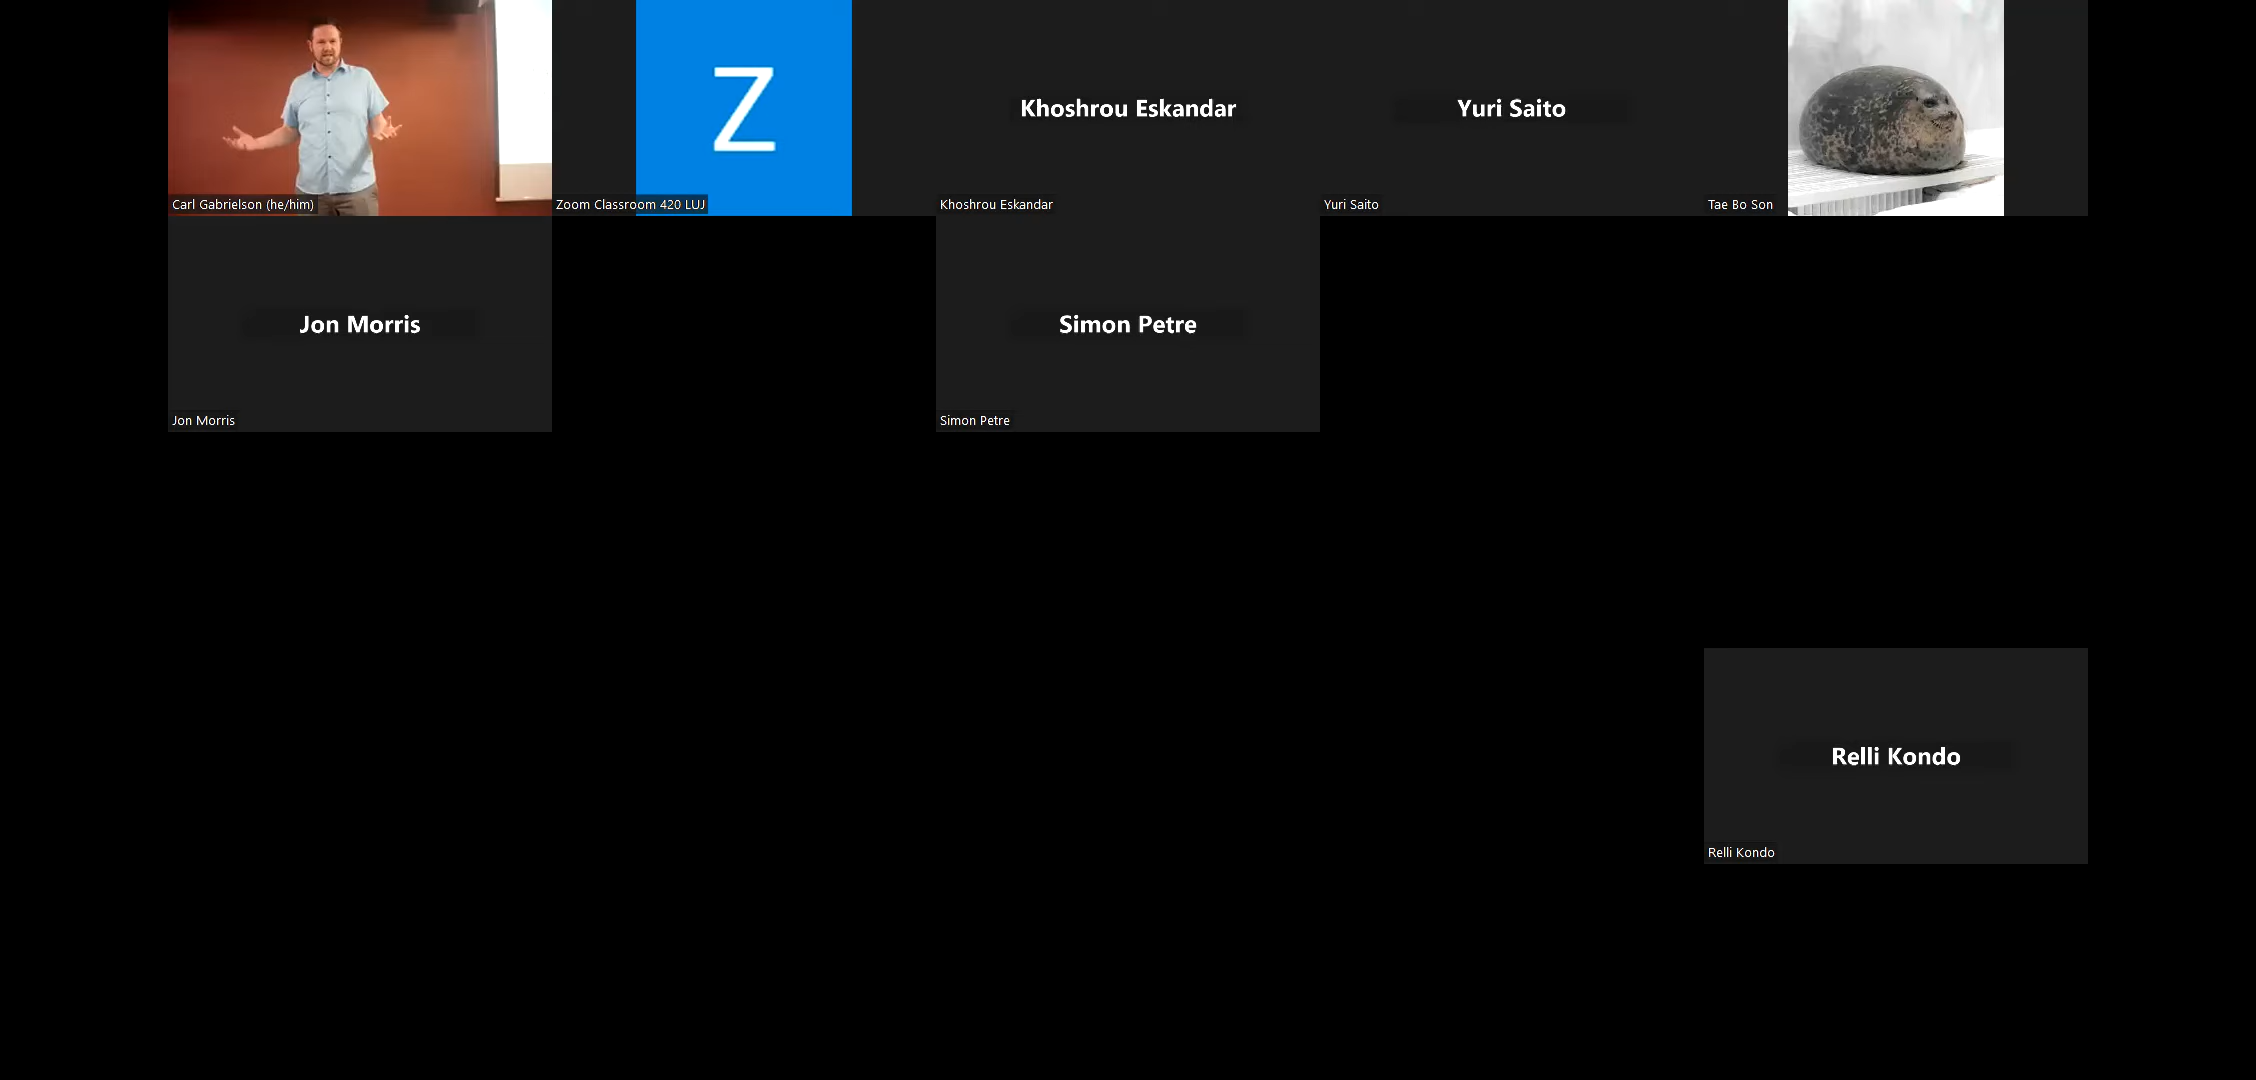 Carl Gabrielson (he/him)
Z
Zoom Classroom 420 LUJ
Khoshrou Eskandar
Khoshrou Eskandar
Yuri Saito
Yuri Saito
Tae Bo Son
Jon Morris
Jon Morris
Simon Petre
Simon Petre
Relli Kondo
Relli Kondo